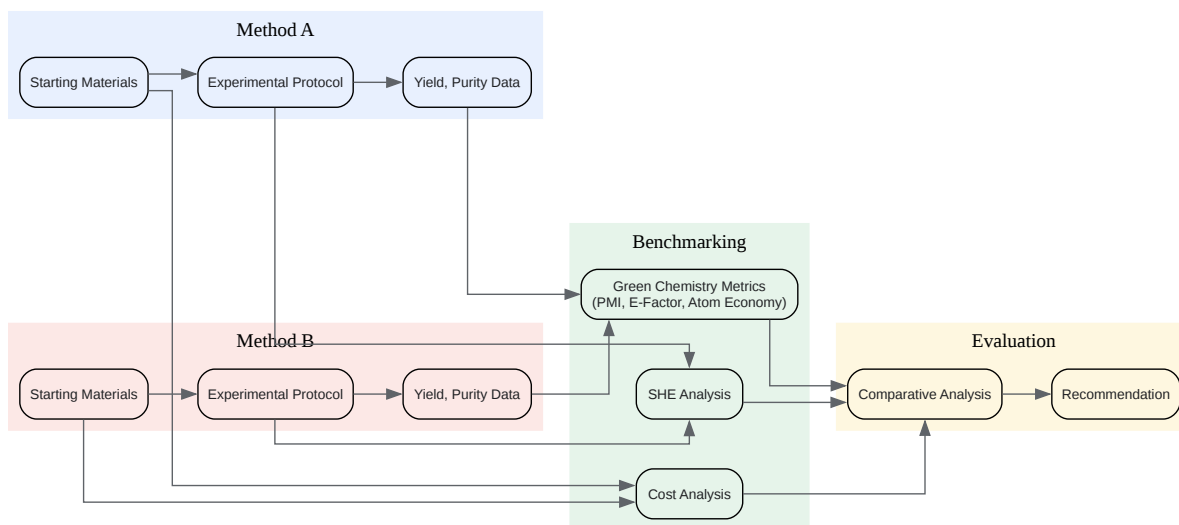 Method A
Starting Materials
Experimental Protocol
Yield, Purity Data
Benchmarking
Green Chemistry Metrics
(PMI, E-Factor, Atom Economy)
Method B
Starting Materials
Experimental Protocol
Yield, Purity Data
SHE Analysis
Cost Analysis
Evaluation
Comparative Analysis
Recommendation